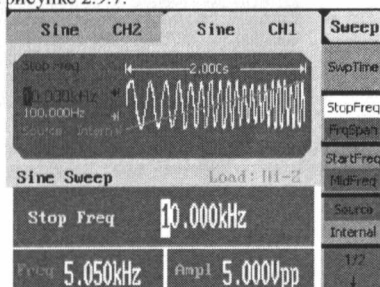 рисунке 2.9.7.
Sine CH2 Sine CH1 Sweep
Stop Freq 2.000s SwpTime
10.000kHz StopFreq
100.000Hz FrqSpan
Source Internal StartFreq
Sine Sweep Load: Hi-Z MidFreq
Stop Freq 10.000kHz Source
Internal
Freq 5.050kHz Ampl 5.000Vpp 1/2